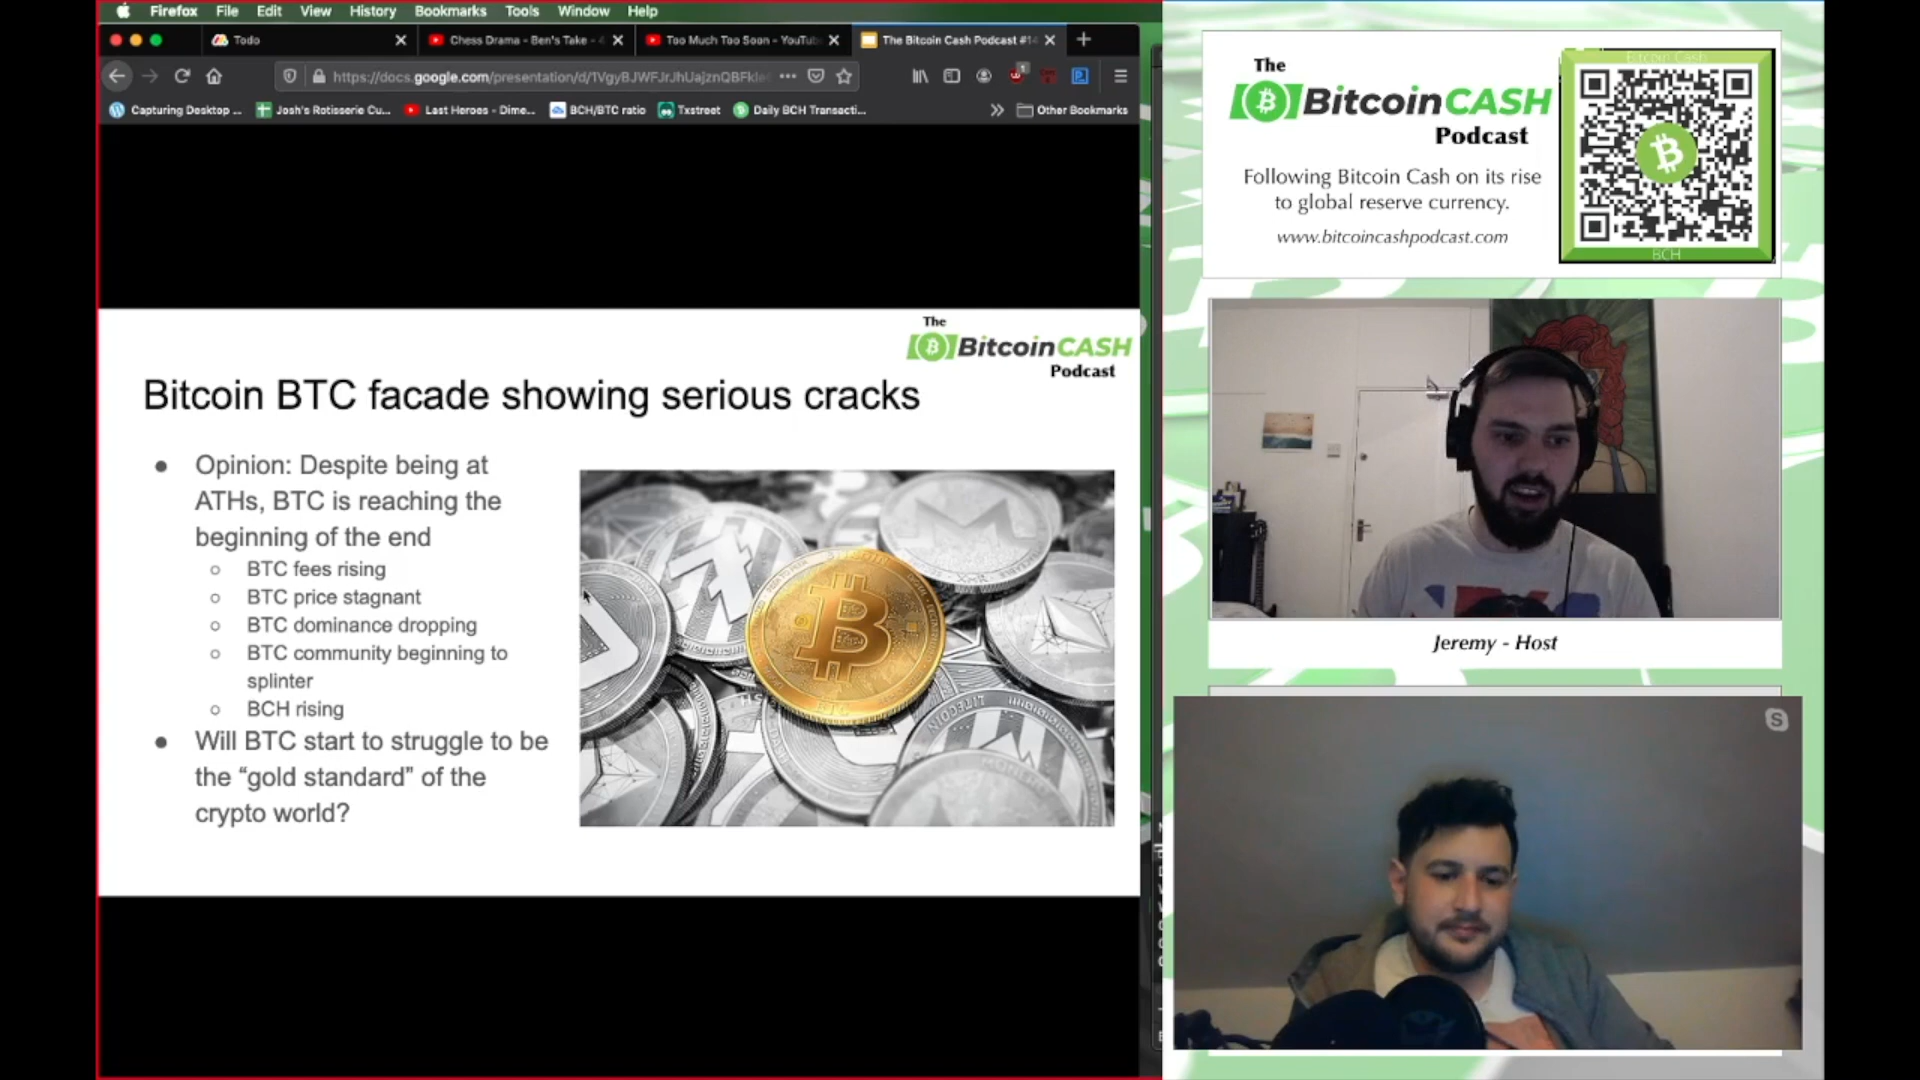 Firefox File Edit View History Bookmarks Tools Window Help
Todo
Chess Drama - Ben's Take -
Too Much Too Soon - YouTub
The Bitcoin Cash Podcast #1
https://docs.google.com/presentation/d/
Capturing Desktop ...
Josh's Rotisserie Cu...
Last Heroes - Dime...
BCH/BTC ratio
Txstreet
Daily BCH Transacti...
Other Bookmarks
The
BitcoinCASH
Podcast
Bitcoin BTC facade showing serious cracks
● Opinion: Despite being at
ATHs, BTC is reaching the
beginning of the end
○ BTC fees rising
○ BTC price stagnant
○ BTC dominance dropping
○ BTC community beginning to
splinter
○ BCH rising
● Will BTC start to struggle to be
the “gold standard” of the
crypto world?
The
BitcoinCASH
Podcast
Following Bitcoin Cash on its rise
to global reserve currency.
www.bitcoincashpodcast.com
Bitcoin Cash
BCH
Jeremy - Host